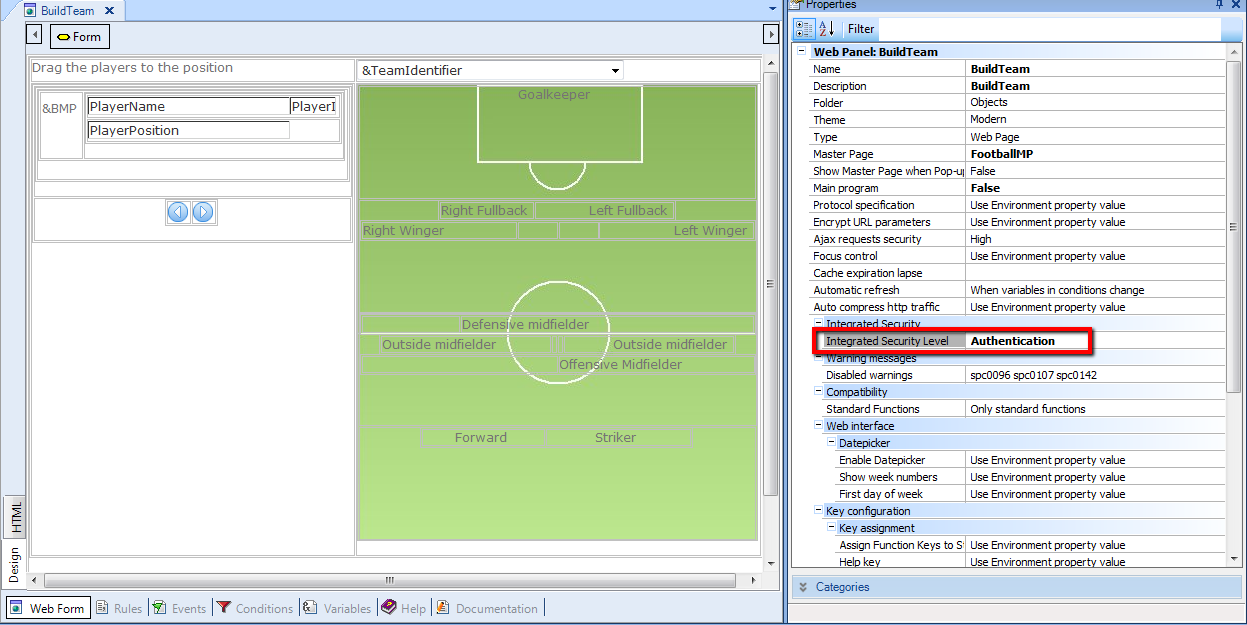 BuildTeam
Form
Drag the players to the position
&TeamIdentifier
&BMP
PlayerName
PlayerI
PlayerPosition
Goalkeeper
Right Fullback
Left Fullback
Right Winger
Left Winger
Defensive midfielder
Outside midfielder
Outside midfielder
Offensive Midfielder
Forward
Striker
HTML
Design
Web Form
Rules
Events
Conditions
Variables
Help
Documentation
Properties
Filter
Web Panel: BuildTeam
Name BuildTeam
Description BuildTeam
Folder Objects
Theme Modern
Type Web Page
Master Page FootballMP
Show Master Page when Pop-up False
Main program False
Protocol specification Use Environment property value
Encrypt URL parameters Use Environment property value
Ajax requests security High
Focus control Use Environment property value
Cache expiration lapse
Automatic refresh When variables in conditions change
Auto compress http traffic Use Environment property value
Integrated Security
Integrated Security Level Authentication
Warning messages
Disabled warnings spc0096 spc0107 spc0142
Compatibility
Standard Functions Only standard functions
Web interface
Datepicker
Enable Datepicker Use Environment property value
Show week numbers Use Environment property value
First day of week Use Environment property value
Key configuration
Key assignment
Assign Function Keys to S Use Environment property value
Help key Use Environment property value
Categories